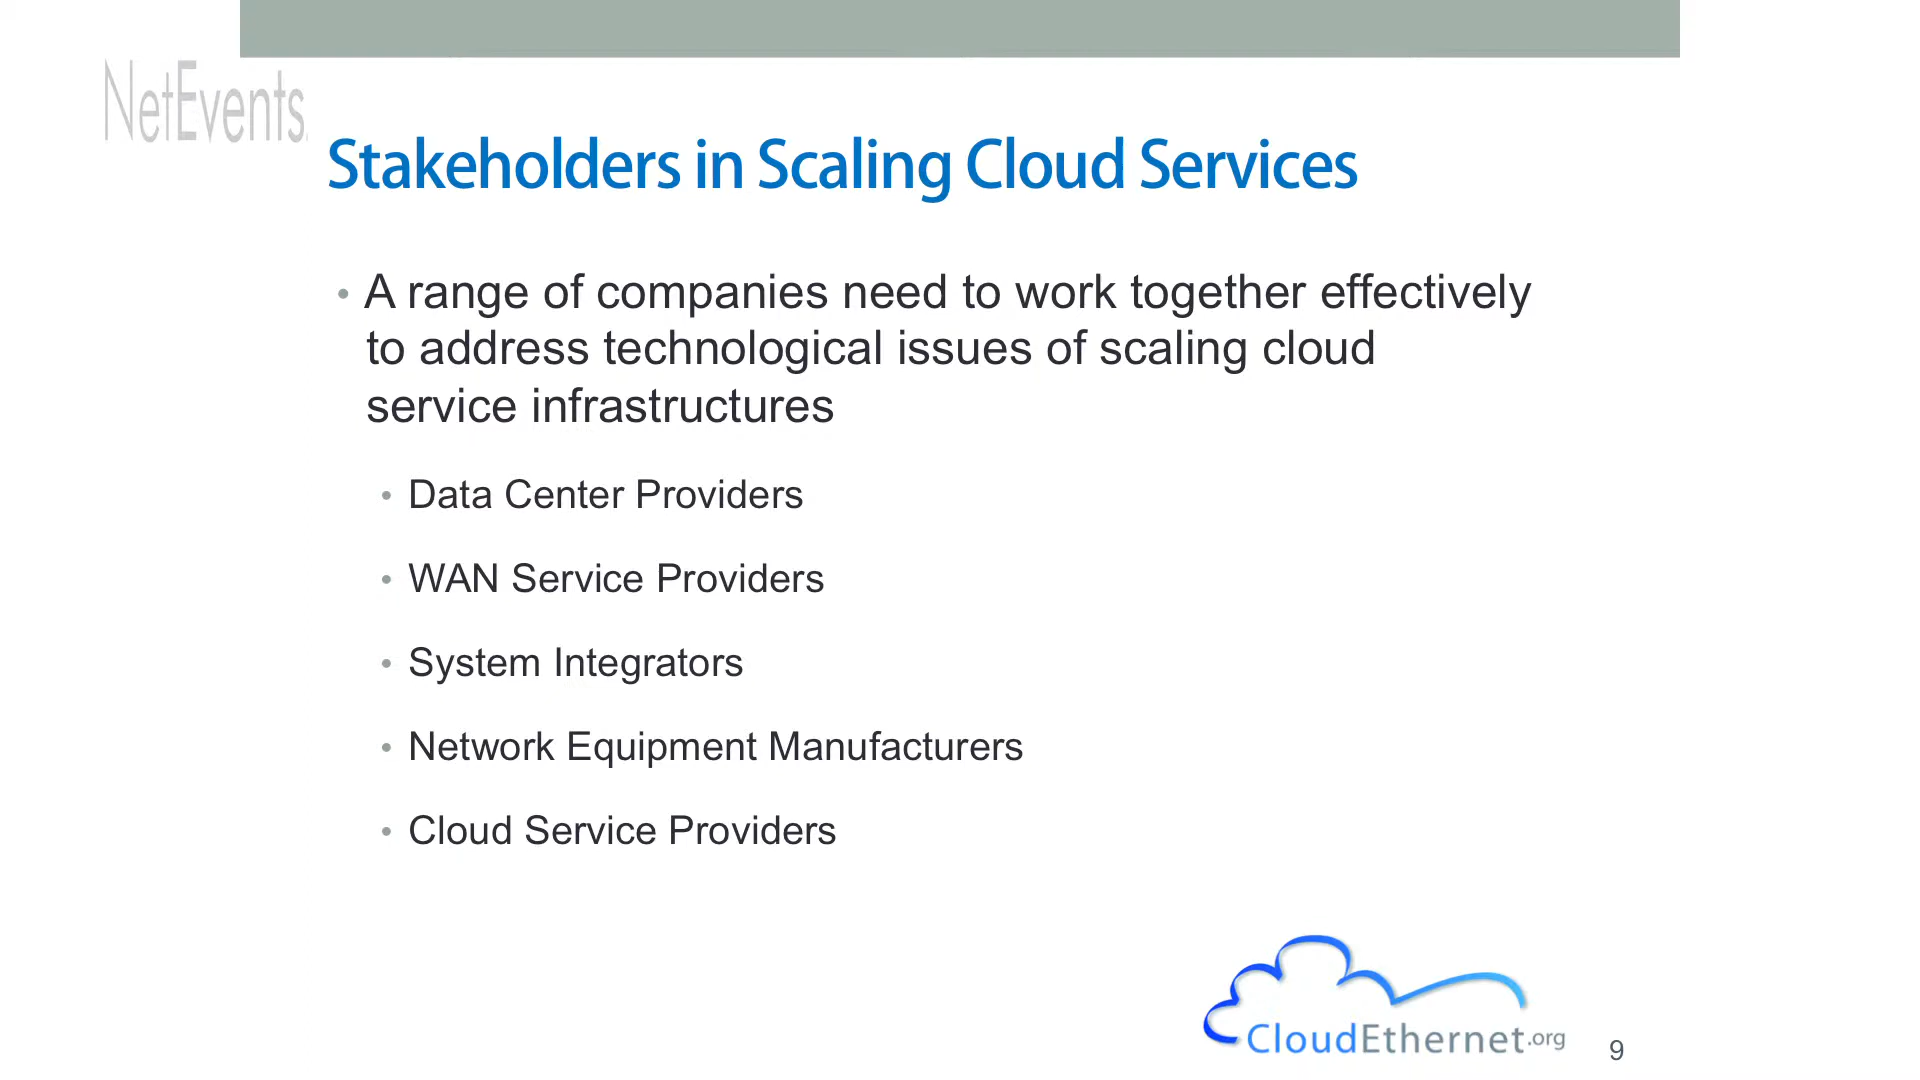 NetEvents
Stakeholders in Scaling Cloud Services
• A range of companies need to work together effectively
to address technological issues of scaling cloud
service infrastructures
• Data Center Providers
• WAN Service Providers
• System Integrators
• Network Equipment Manufacturers
• Cloud Service Providers
CloudEthernet.org
9